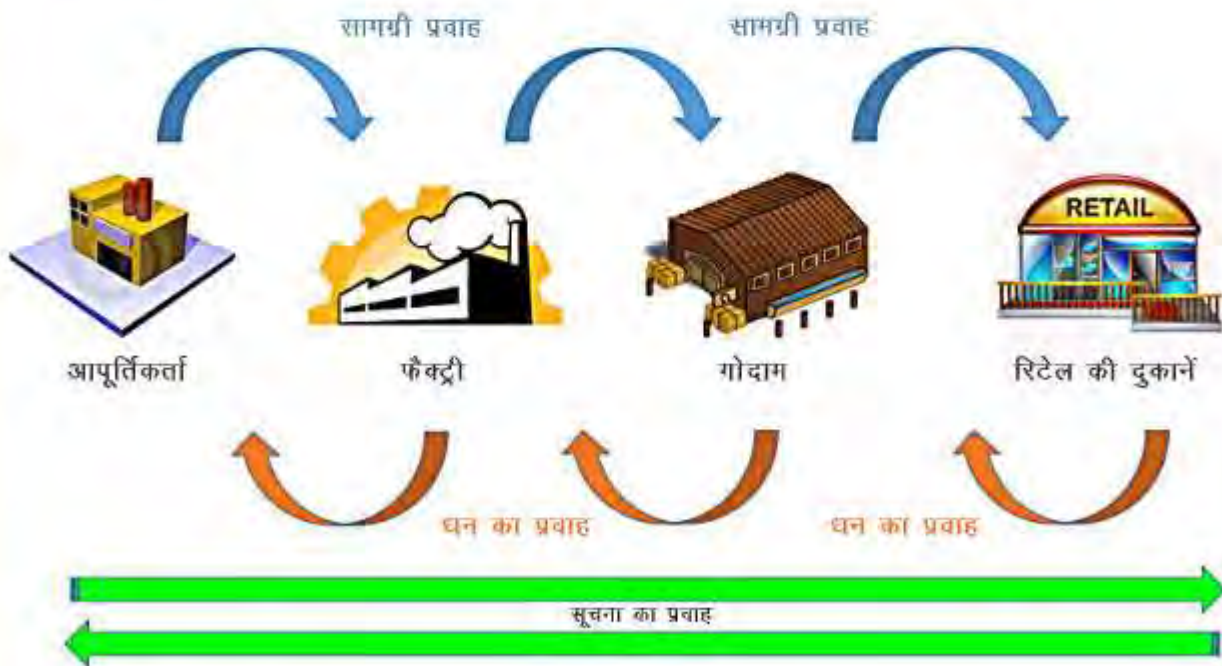 सामग्री प्रवाह
सामग्री प्रवाह
RETAIL
आपूर्तिकर्ता
फैक्ट्री
गोदाम
रिटेल की दुकानें
धन का प्रवाह
धन का प्रवाह
सूचना का प्रवाह